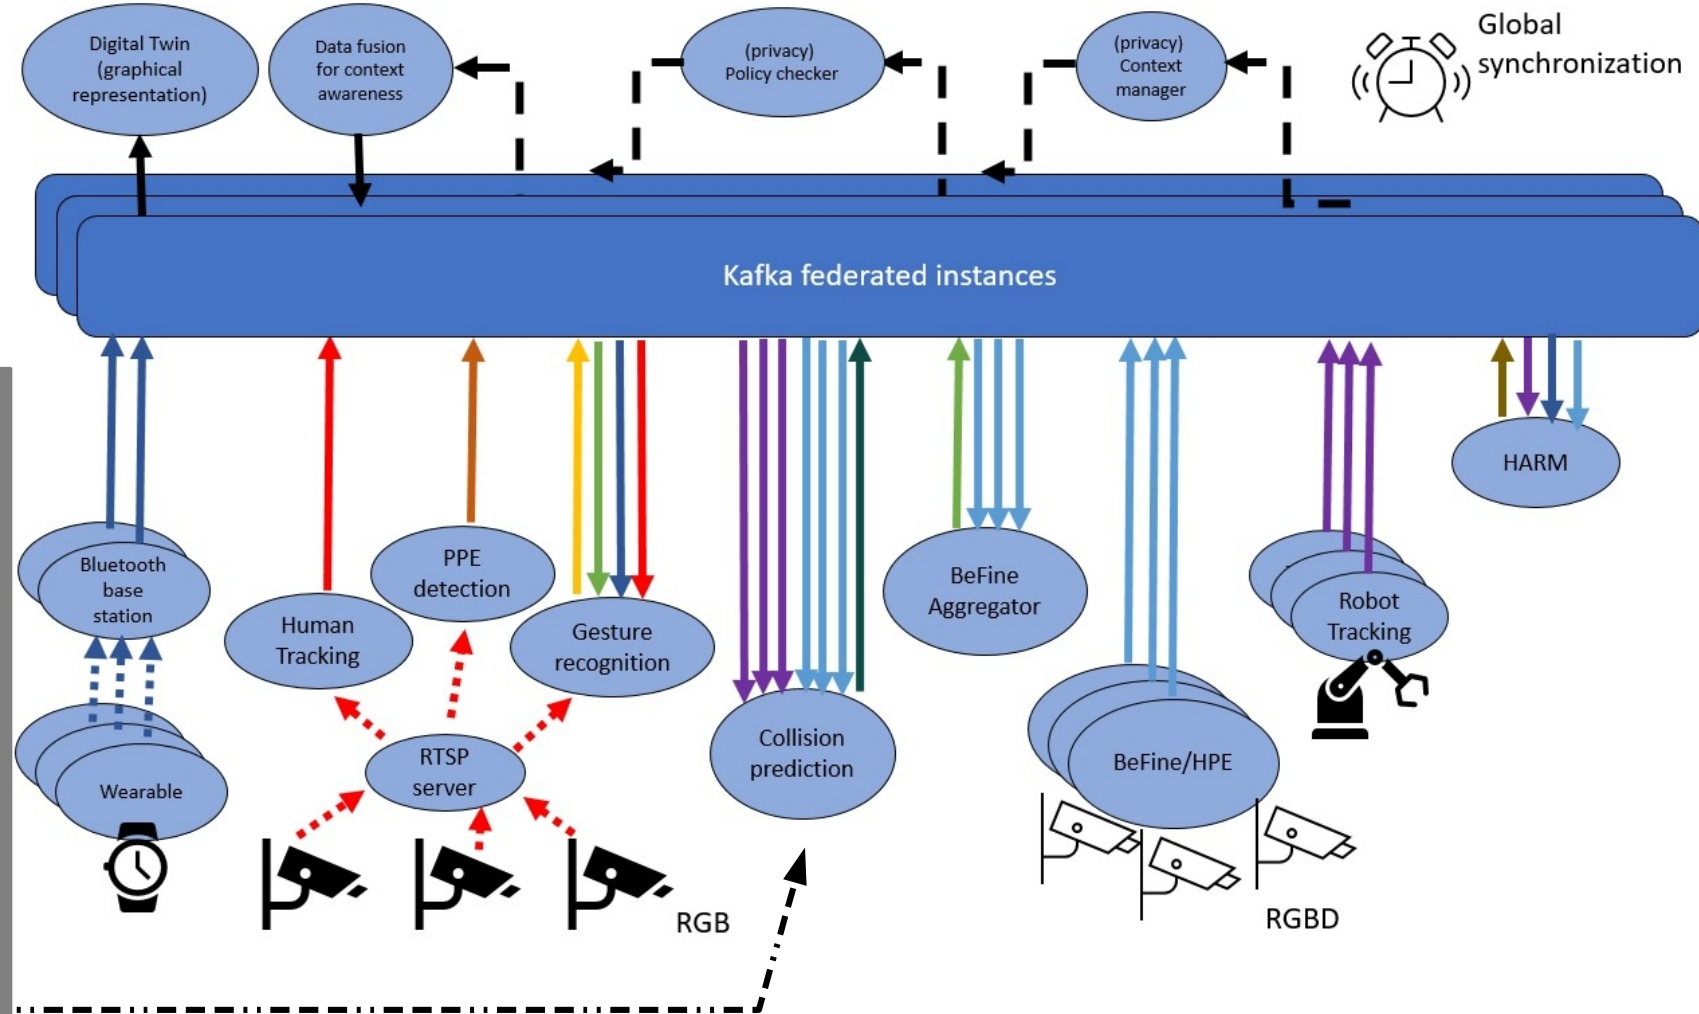 Digital Twin
(graphical
representation)
Data fusion
for context
awareness
(privacy)
Policy checker
(privacy)
Context
manager
Global
synchronization
Kafka federated instances
Bluetooth
base
station
Wearable
Human
Tracking
PPE
detection
Gesture
recognition
RTSP
server
RGB
Collision
prediction
BeFine
Aggregator
BeFine/HPE
RGBD
Robot
Tracking
HARM